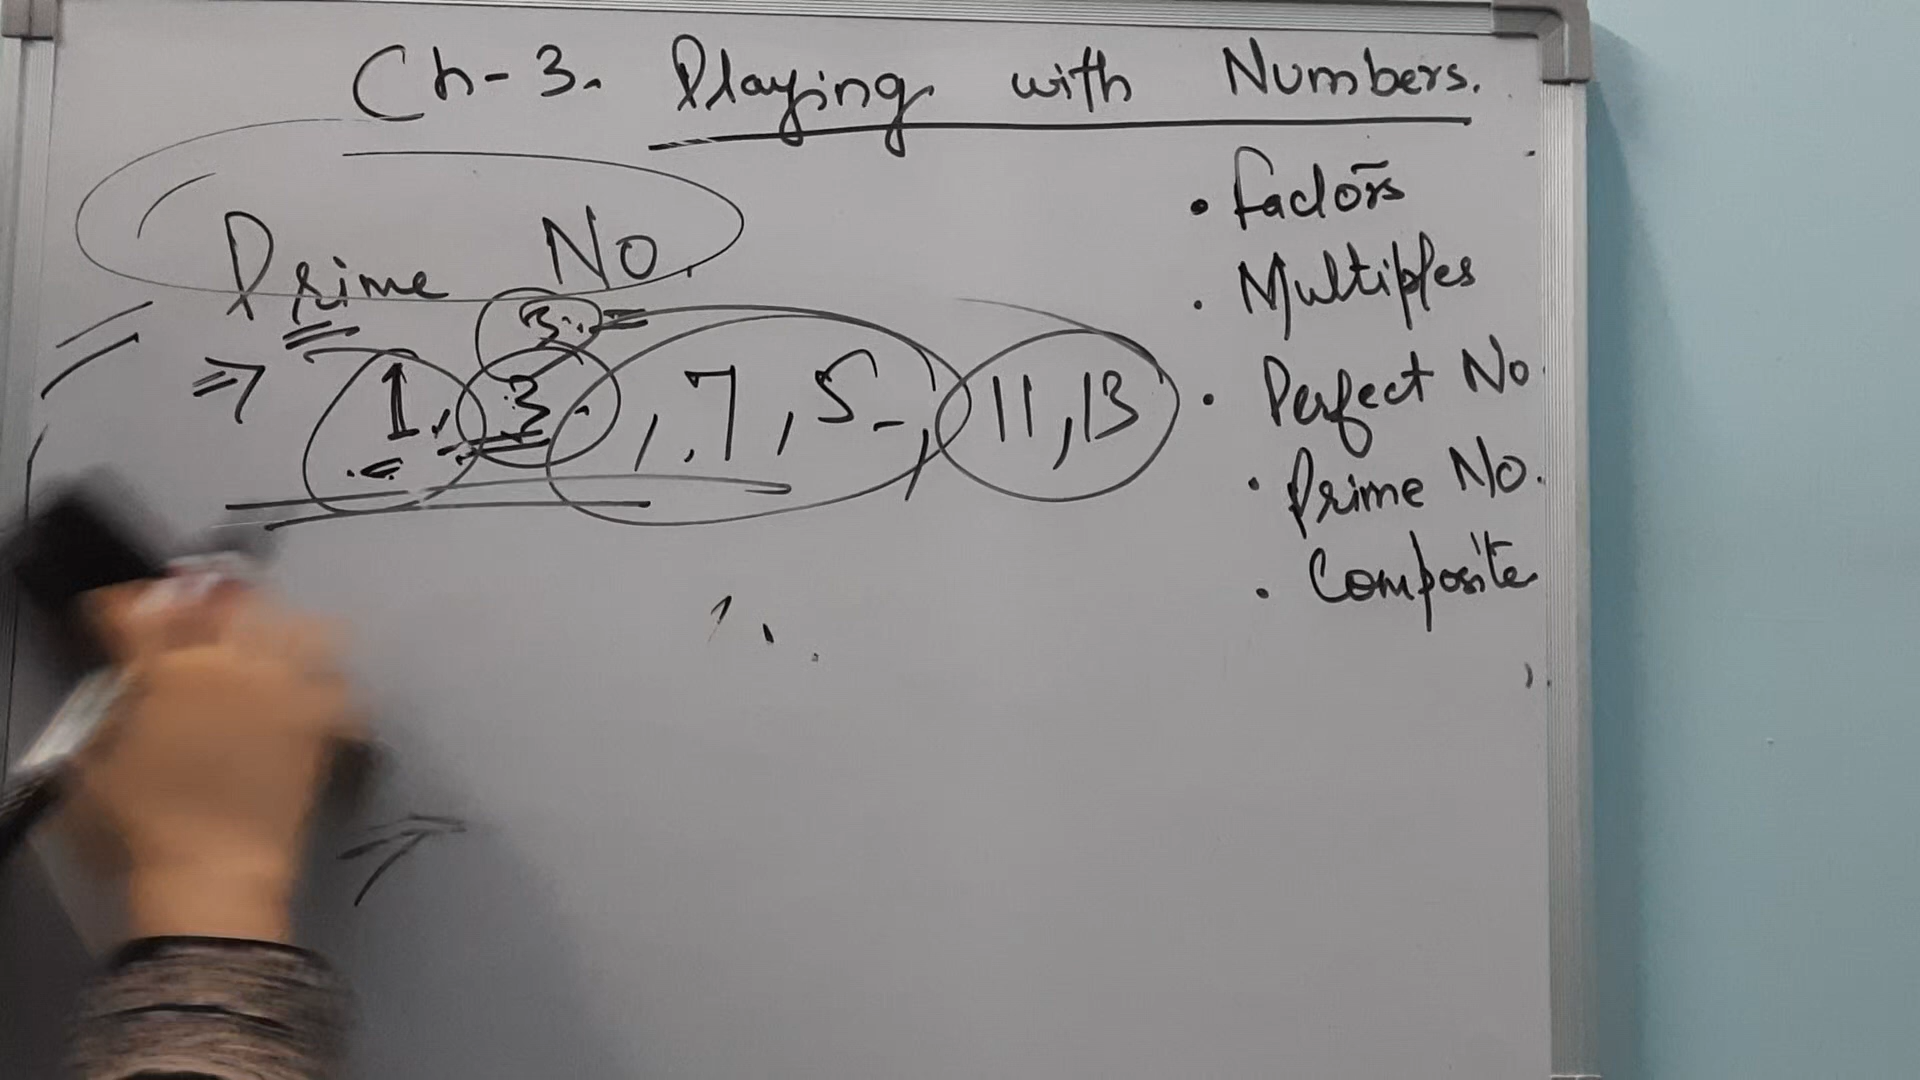 Ch-3. Playing with Numbers.
Prime No.
3.
⇒ 1, 3. , , 7 , 5 - , 11, 13
• Factors
• Multiples
• Perfect No.
• Prime No.
• Composite